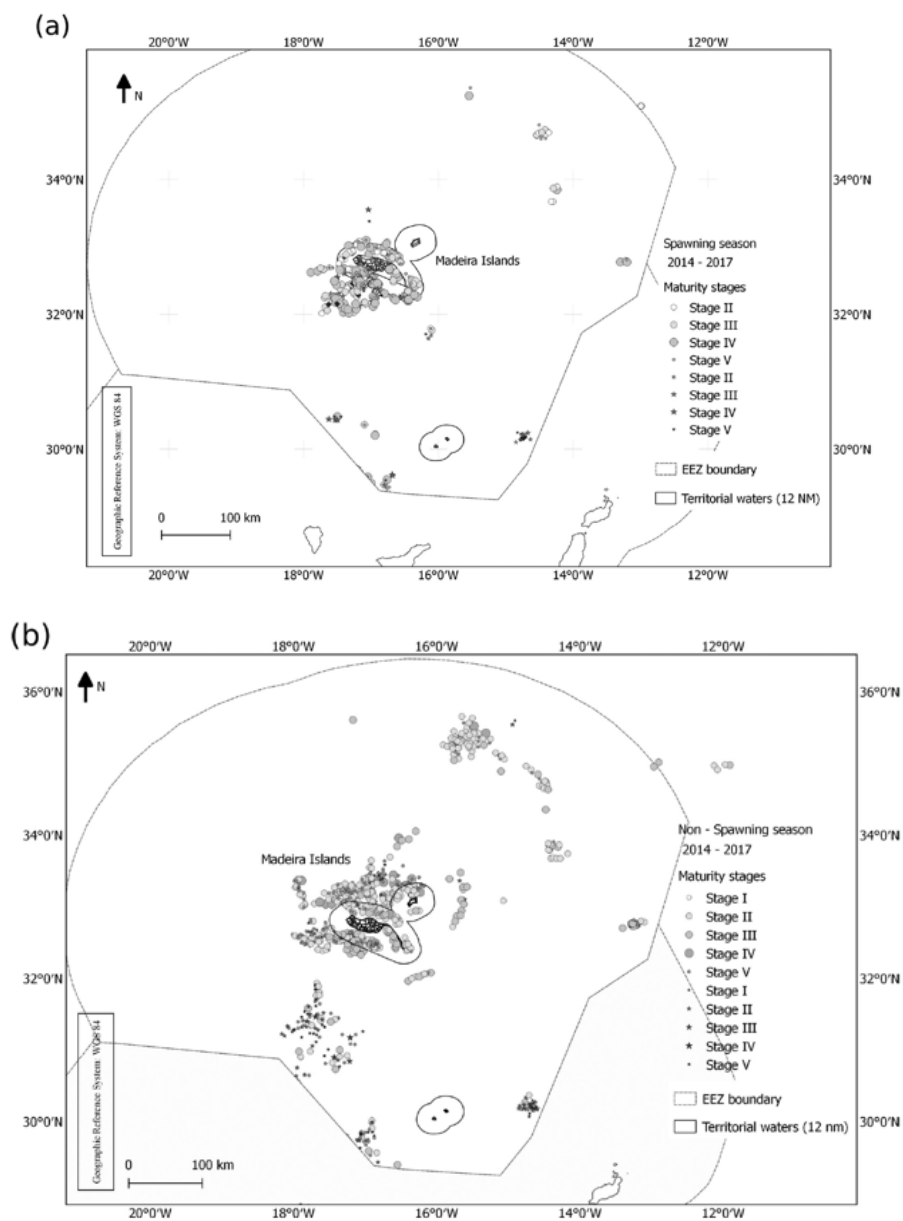 (a)
20°0'W 18°0'W 16°0'W 14°0'W 12°0'W
N
34°0'N
32°0'N
30°0'N
34°0'N
32°0'N
30°0'N
Madeira Islands
Spawning season
2014 - 2017
Maturity stages
Stage II
Stage III
Stage IV
Stage V
Stage II
Stage III
Stage IV
Stage V
EEZ boundary
Territorial waters (12 NM)
Geographic Reference System: WGS 84
0 100 km
20°0'W 18°0'W 16°0'W 14°0'W 12°0'W
(b)
20°0'W 18°0'W 16°0'W 14°0'W 12°0'W
N
36°0'N
34°0'N
32°0'N
30°0'N
36°0'N
34°0'N
32°0'N
30°0'N
Madeira Islands
Non - Spawning season
2014 - 2017
Maturity stages
Stage I
Stage II
Stage III
Stage IV
Stage V
Stage I
Stage II
Stage III
Stage IV
Stage V
EEZ boundary
Territorial waters (12 nm)
Geographic Reference System: WGS 84
0 100 km
20°0'W 18°0'W 16°0'W 14°0'W 12°0'W